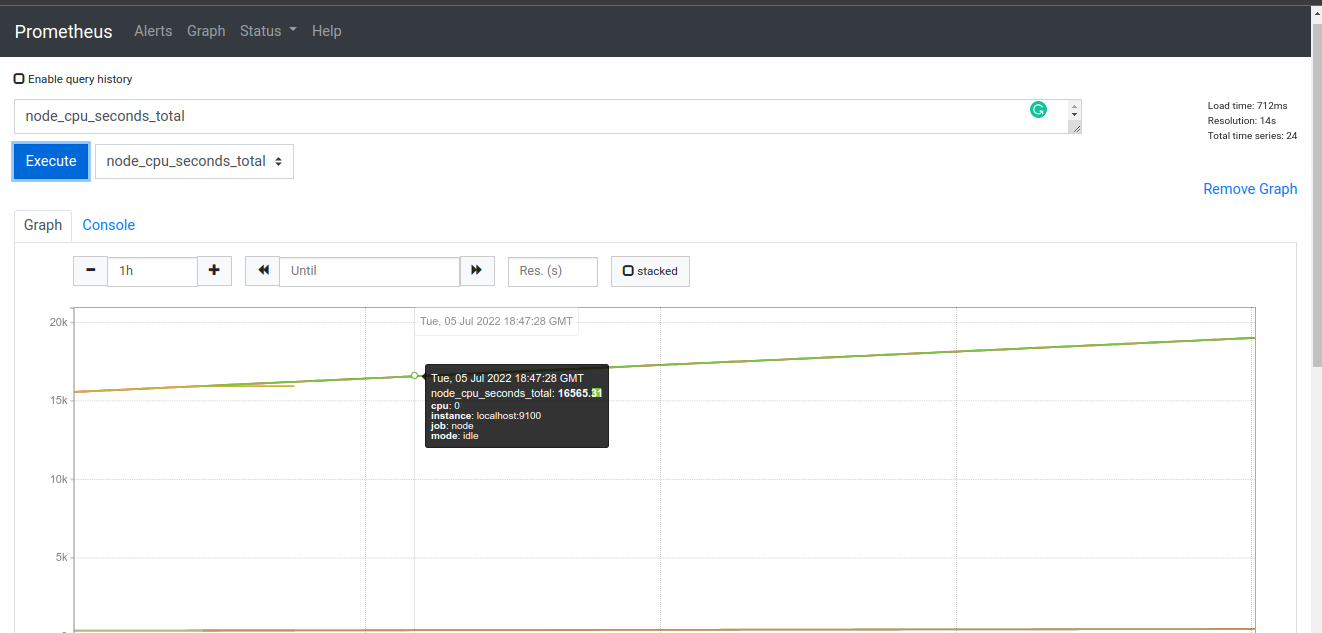 Prometheus Alerts Graph Status Help
Enable query history
node_cpu_seconds_total
Load time: 712ms
Resolution: 14s
Total time series: 24
Execute node_cpu_seconds_total
Remove Graph
Graph Console
1h Until Res. (s) stacked
20k
Tue, 05 Jul 2022 18:47:28 GMT
Tue, 05 Jul 2022 18:47:28 GMT
node_cpu_seconds_total: 16565.31
cpu: 0
instance: localhost:9100
job: node
mode: idle
15k
10k
5k